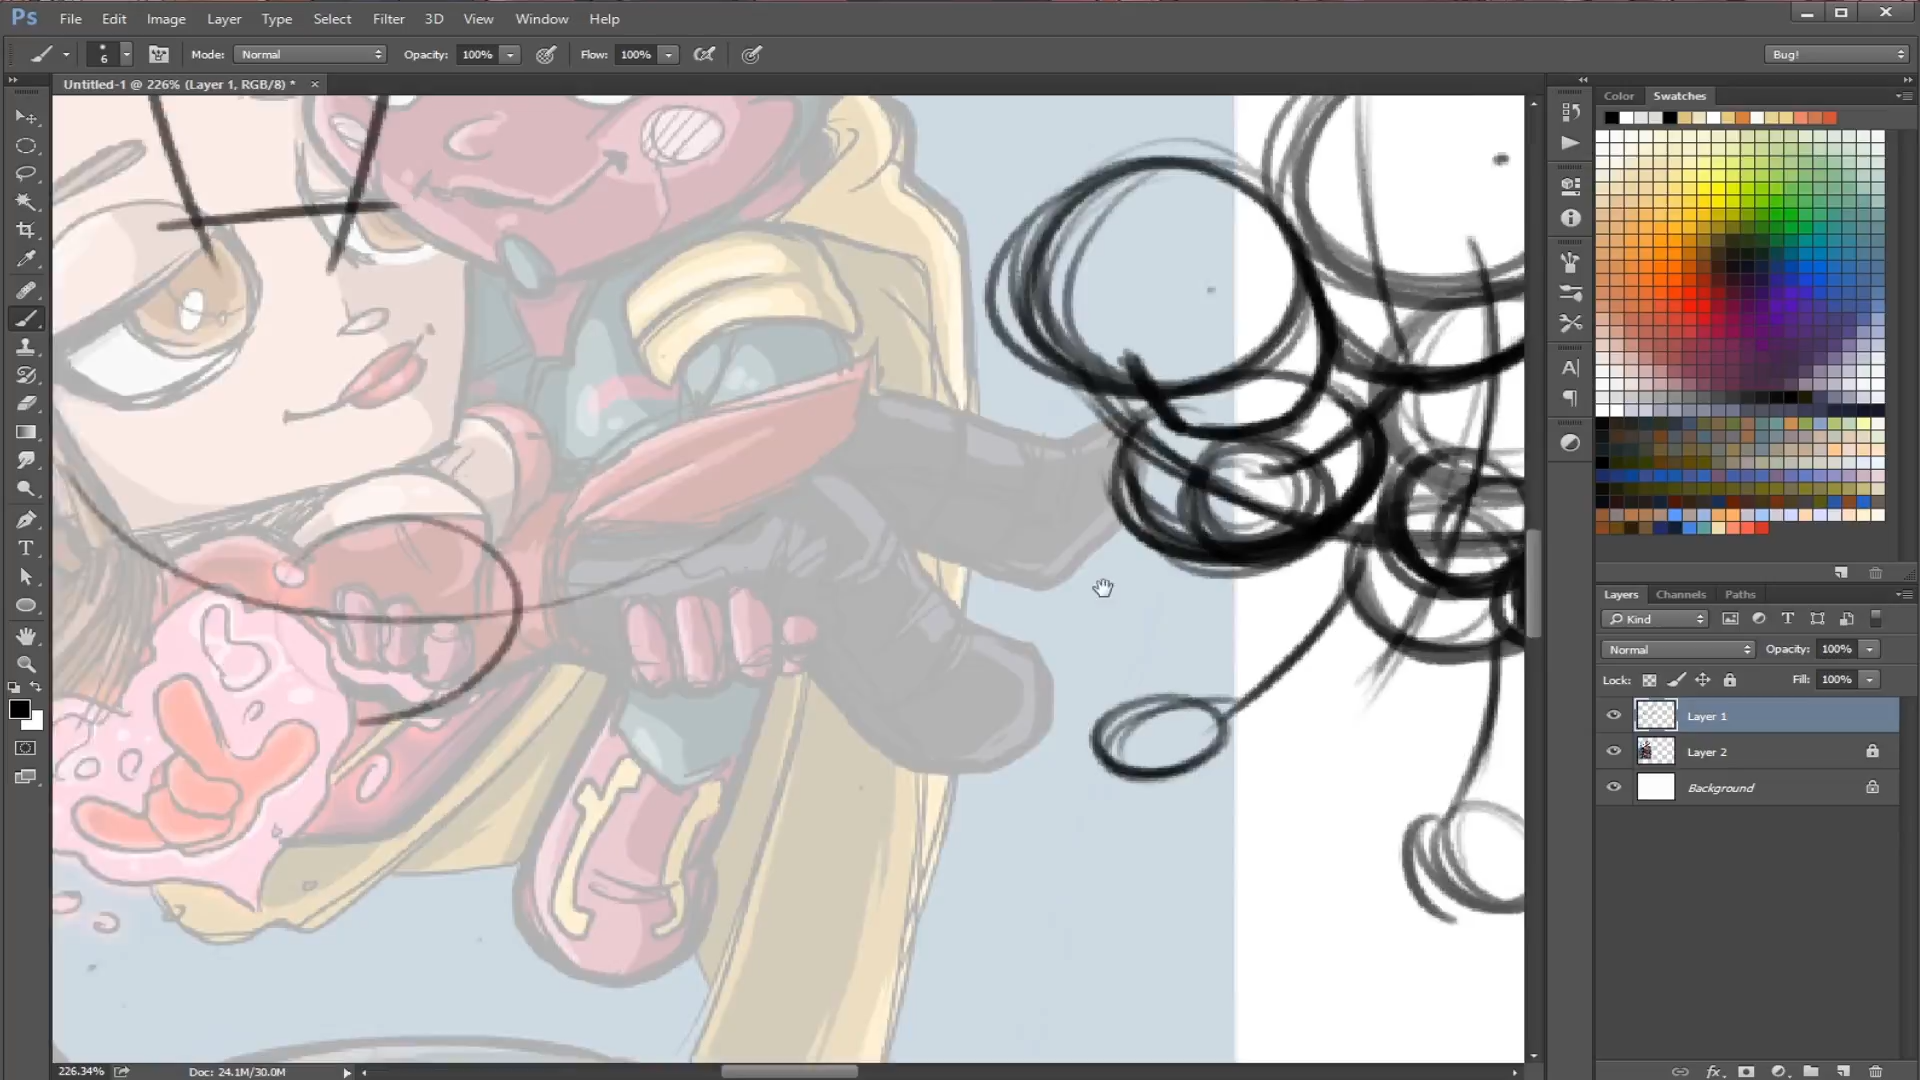 Ps File Edit Image Layer Type Select Filter 3D View Window Help
6 Mode: Normal Opacity: 100% Flow: 100% Bug!
Untitled-1 @ 226% (Layer 1, RGB/8) * ×
Color Swatches
Layers Channels Paths
Kind
Normal Opacity: 100%
Lock: Fill: 100%
Layer 1
Layer 2
Background
226.34% Doc: 24.1M/30.0M